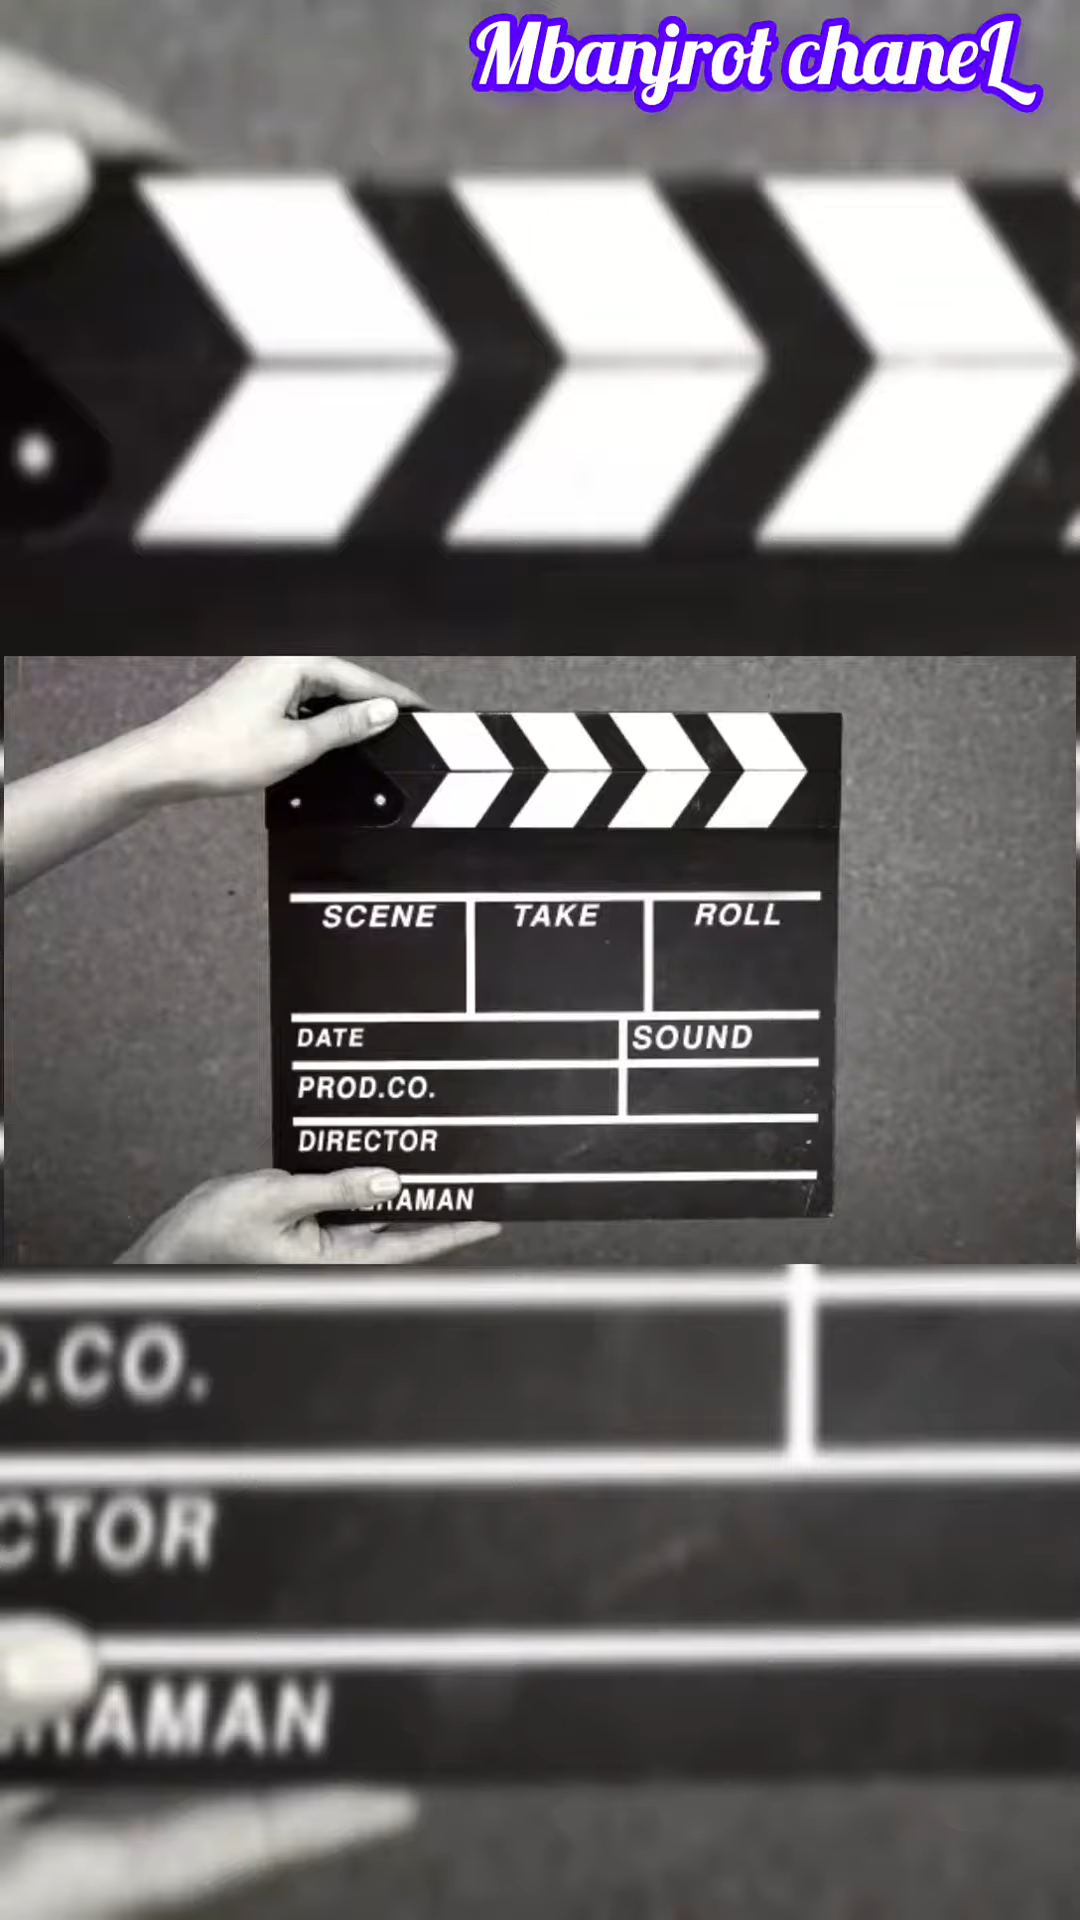 Mbanjrot chaneL
SCENE TAKE ROLL
DATE SOUND
PROD.CO.
DIRECTOR
AMAN
.CO.
CTOR
AMAN